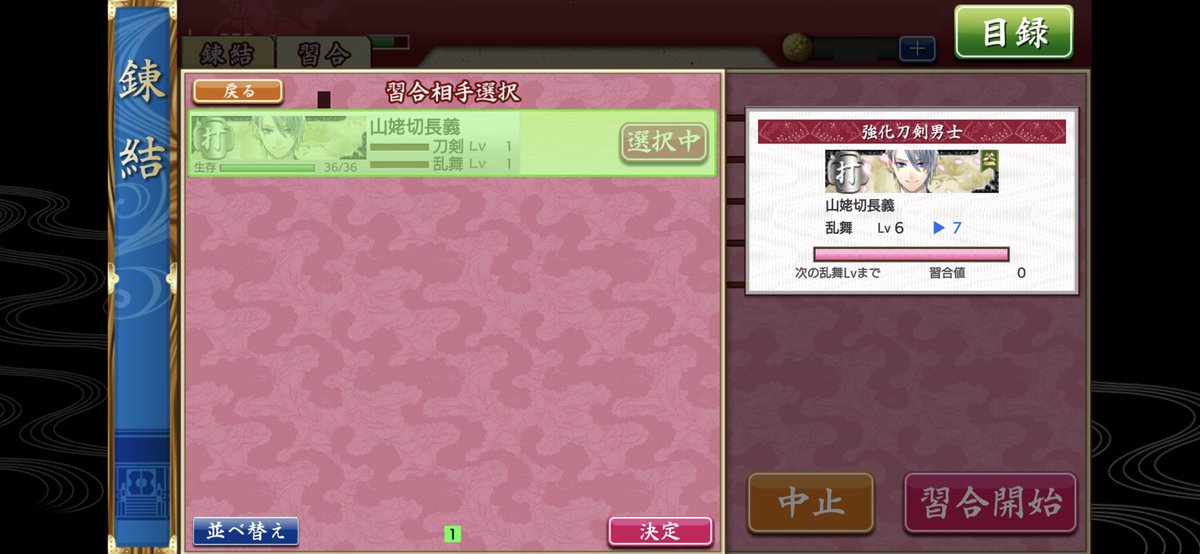 錬結
錬結
習合
目録
戻る
習合相手選択
打
山姥切長義
刀剣 Lv 1
乱舞 Lv 1
生存 36/36
選択中
強化刀剣男士
打
山姥切長義
乱舞 Lv 6 ▶ 7
次の乱舞Lvまで 習合値 0
中止
習合開始
並べ替え
1
決定